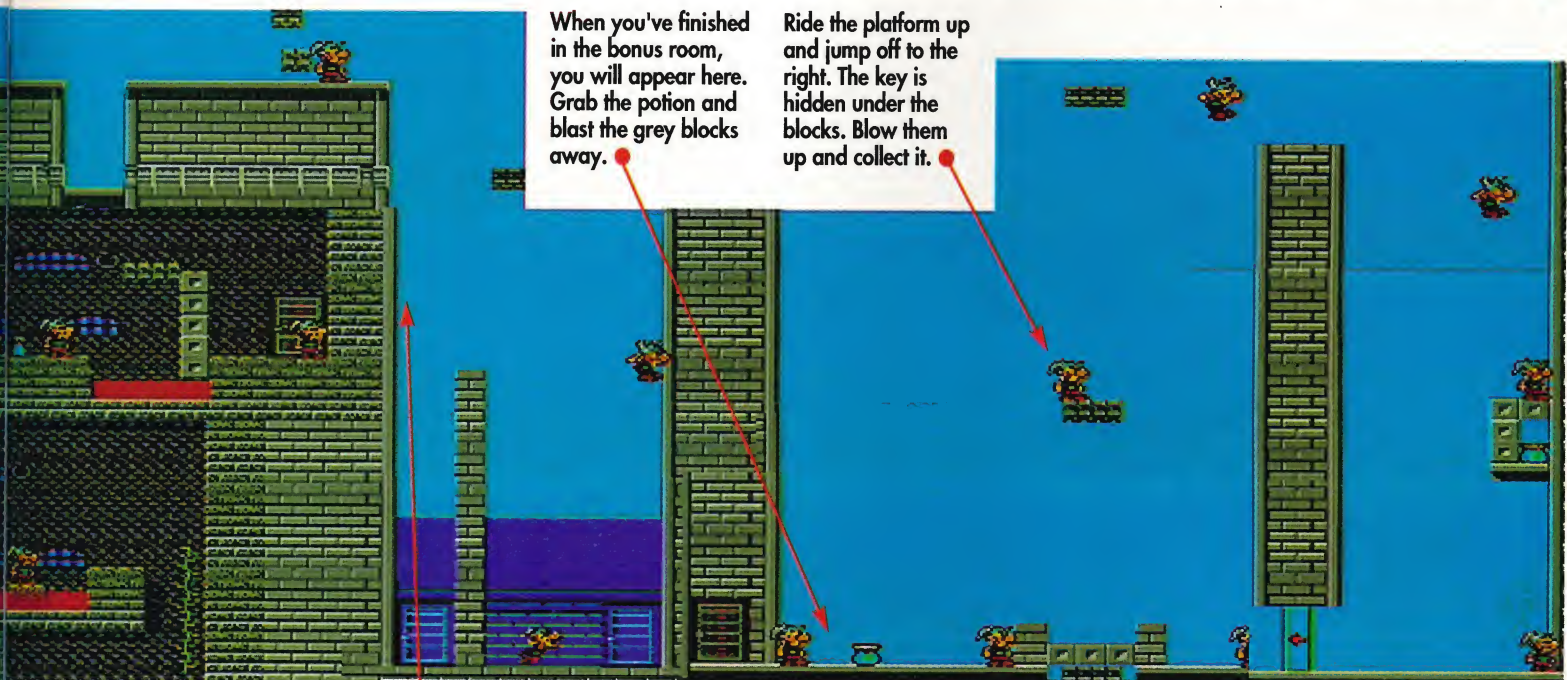 When you've finished
in the bonus room,
you will appear here.
Grab the potion and
blast the grey blocks
away.
Ride the platform up
and jump off to the
right. The key is
hidden under the
blocks. Blow them
up and collect it.